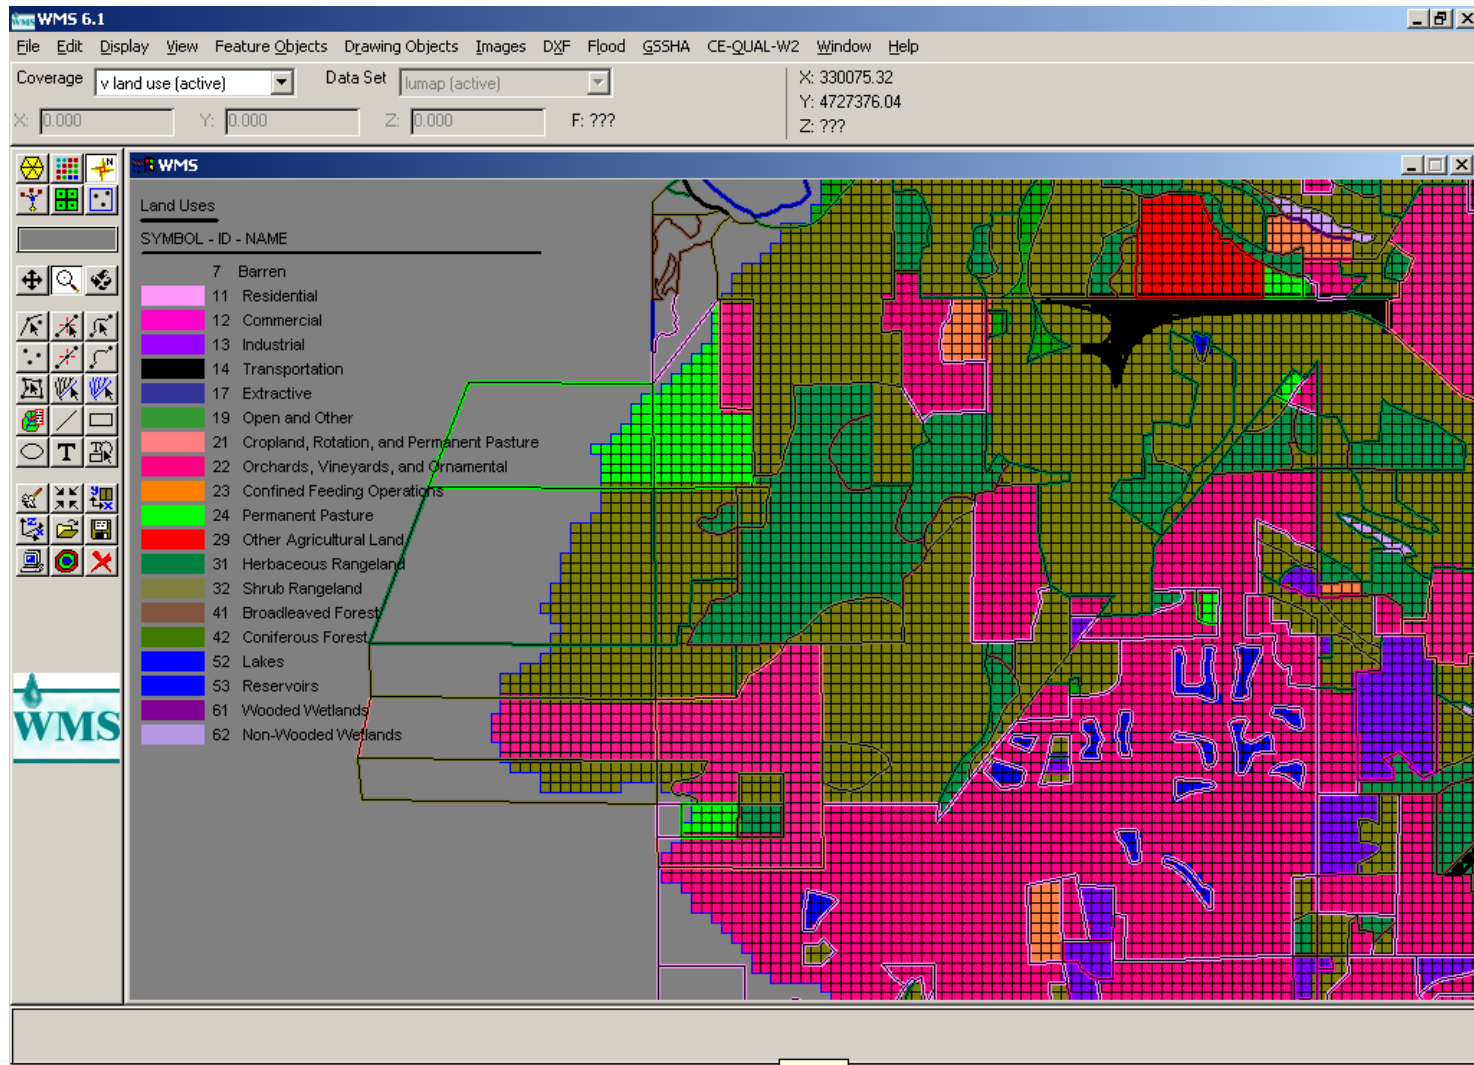 WMS 6.1
File Edit Display View Feature Objects Drawing Objects Images DXF Flood GSSHA CE-QUAL-W2 Window Help
Coverage v land use (active) Data Set lumap (active) X: 330075.32
Y: 4727376.04
X: 0.000 Y: 0.000 Z: 0.000 F: ??? Z: ???
WMS
Land Uses
SYMBOL - ID - NAME
7 Barren
11 Residential
12 Commercial
13 Industrial
14 Transportation
17 Extractive
19 Open and Other
21 Cropland, Rotation, and Permanent Pasture
22 Orchards, Vineyards, and Ornamental
23 Confined Feeding Operations
24 Permanent Pasture
29 Other Agricultural Land
31 Herbaceous Rangeland
32 Shrub Rangeland
41 Broadleaved Forest
42 Coniferous Forest
52 Lakes
53 Reservoirs
61 Wooded Wetlands
62 Non-Wooded Wetlands
WMS